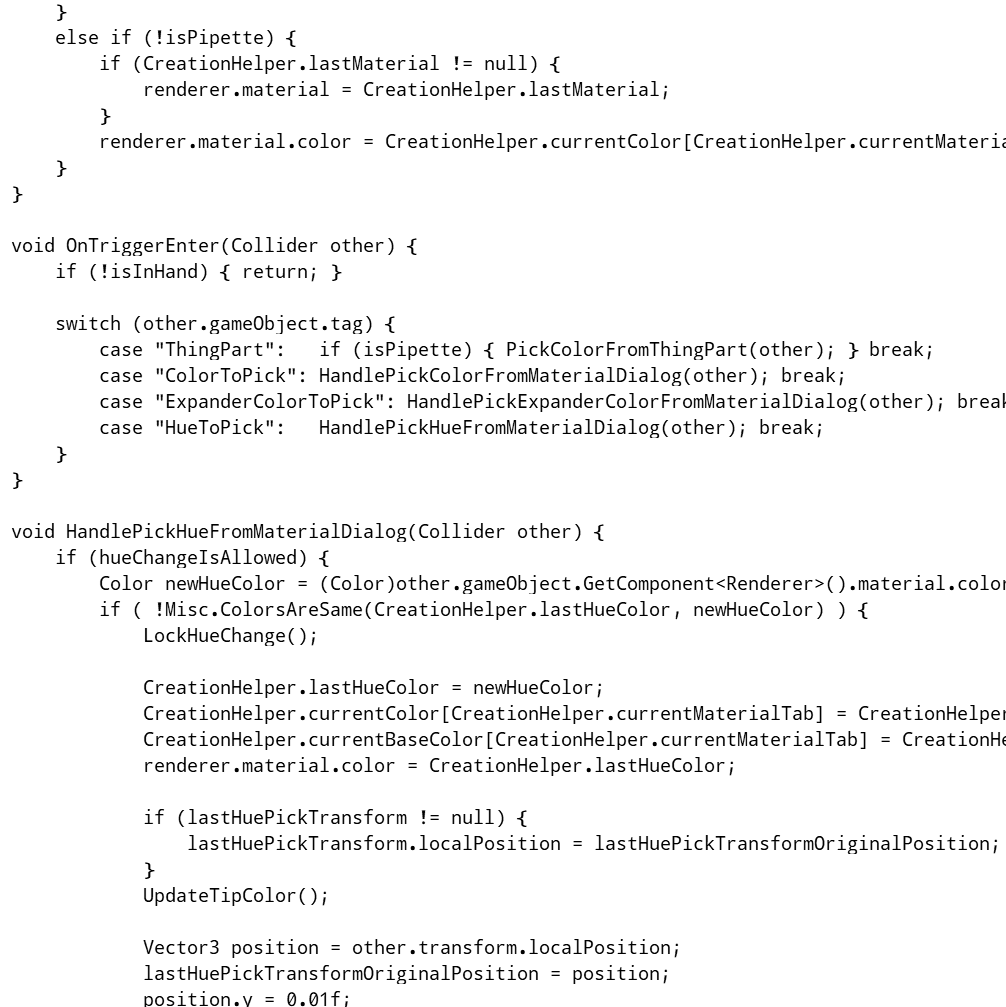 }
    else if (!isPipette) {
        if (CreationHelper.lastMaterial != null) {
            renderer.material = CreationHelper.lastMaterial;
        }
        renderer.material.color = CreationHelper.currentColor[CreationHelper.currentMateria
    }
}

void OnTriggerEnter(Collider other) {
    if (!isInHand) { return; }

    switch (other.gameObject.tag) {
        case "ThingPart":   if (isPipette) { PickColorFromThingPart(other); } break;
        case "ColorToPick": HandlePickColorFromMaterialDialog(other); break;
        case "ExpanderColorToPick": HandlePickExpanderColorFromMaterialDialog(other); break
        case "HueToPick":   HandlePickHueFromMaterialDialog(other); break;
    }
}

void HandlePickHueFromMaterialDialog(Collider other) {
    if (hueChangeIsAllowed) {
        Color newHueColor = (Color)other.gameObject.GetComponent<Renderer>().material.color
        if ( !Misc.ColorsAreSame(CreationHelper.lastHueColor, newHueColor) ) {
            LockHueChange();

            CreationHelper.lastHueColor = newHueColor;
            CreationHelper.currentColor[CreationHelper.currentMaterialTab] = CreationHelper
            CreationHelper.currentBaseColor[CreationHelper.currentMaterialTab] = CreationHe
            renderer.material.color = CreationHelper.lastHueColor;

            if (lastHuePickTransform != null) {
                lastHuePickTransform.localPosition = lastHuePickTransformOriginalPosition;
            }
            UpdateTipColor();

            Vector3 position = other.transform.localPosition;
            lastHuePickTransformOriginalPosition = position;
            position.y = 0.01f;